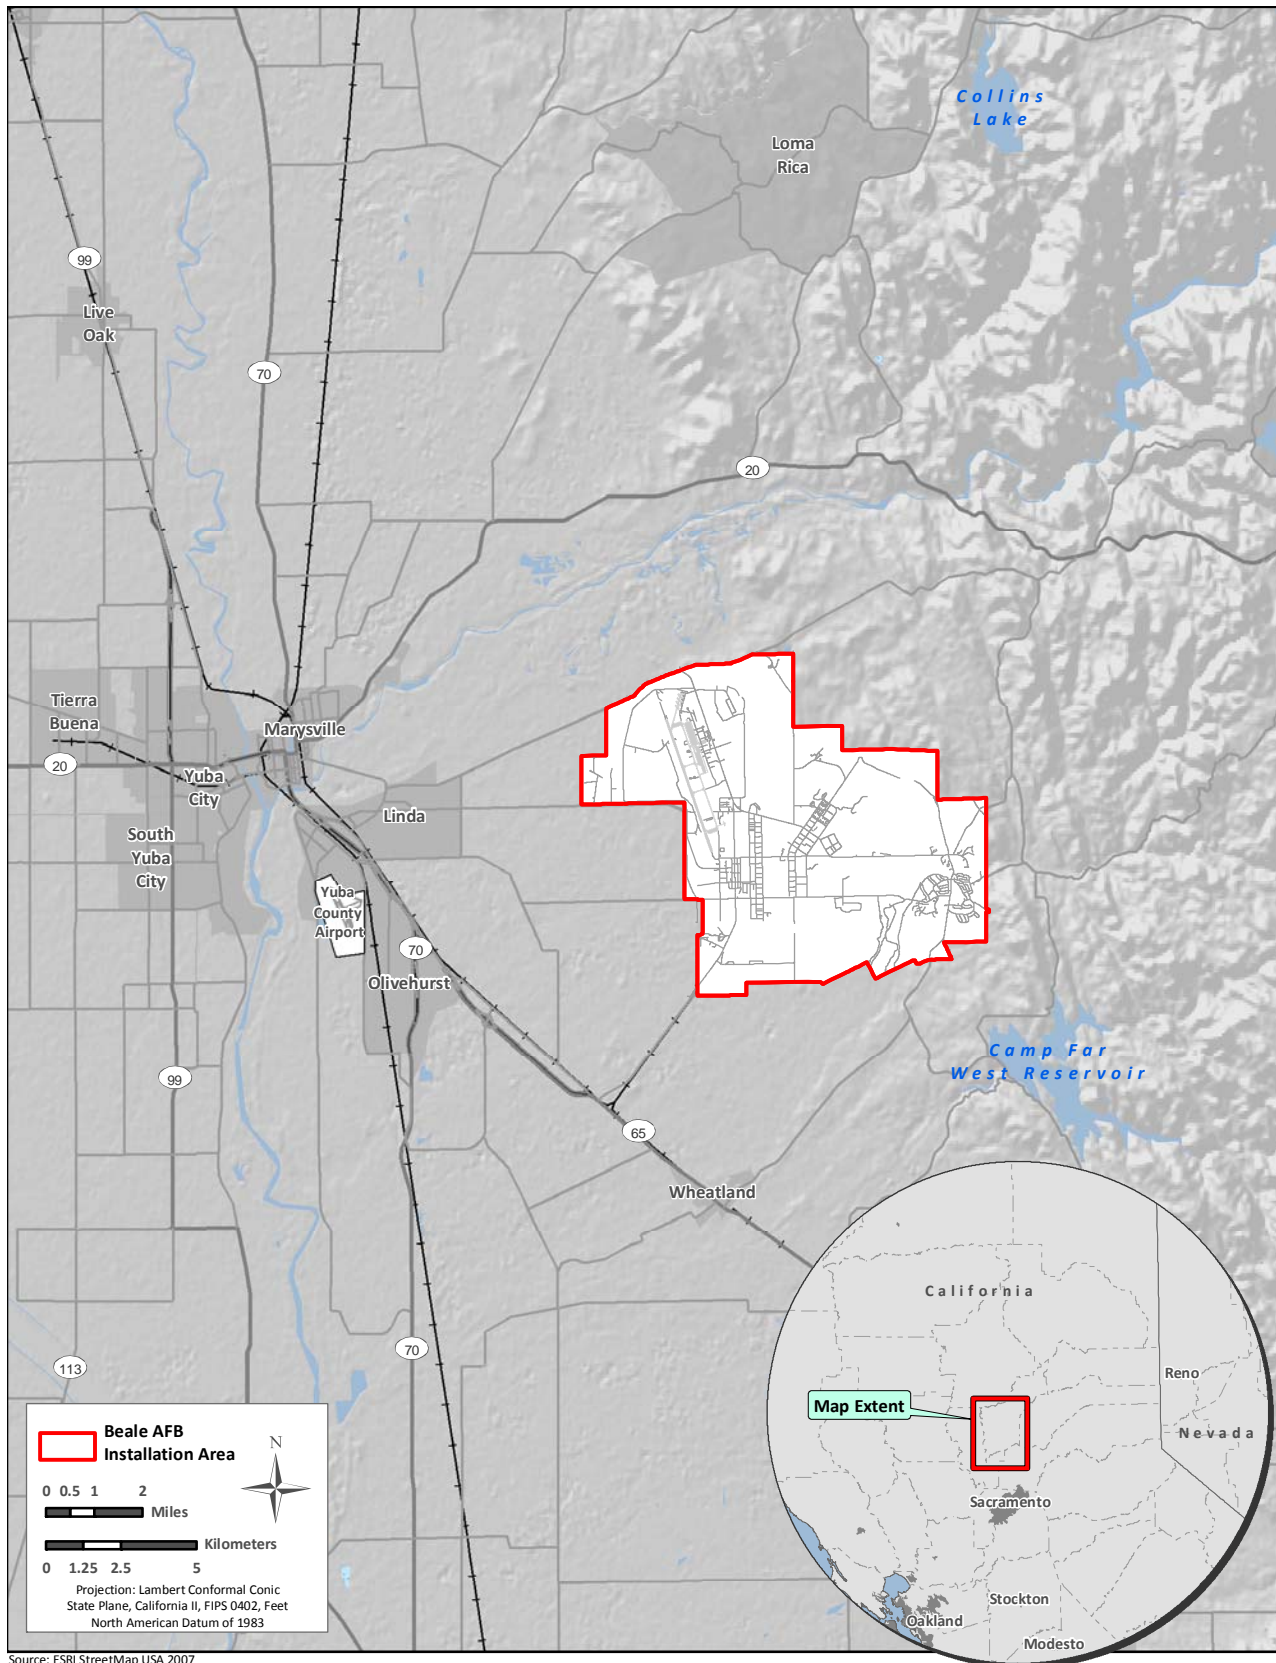 Collins
Lake
Loma
Rica
99
Live
Oak
70
20
Tierra
Buena
Marysville
20
Yuba
City
Linda
South
Yuba
City
Yuba
County
Airport
70
Olivehurst
Camp Far
West Reservoir
99
65
Wheatland
California
70
113
Reno
Map Extent
Nevada
Sacramento
Stockton
Oakland
Modesto
Beale AFB
Installation Area
N
0 0.5 1 2
Miles
Kilometers
0 1.25 2.5 5
Projection: Lambert Conformal Conic
State Plane, California II, FIPS 0402, Feet
North American Datum of 1983
Source: ESRI StreetMap USA 2007